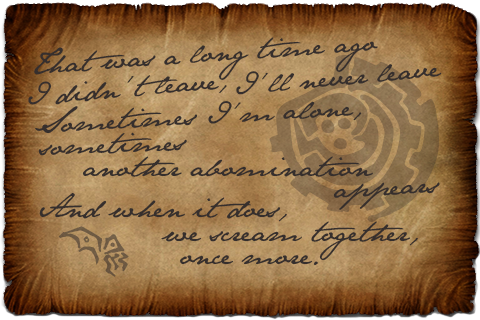 That was a long time ago
I didn't leave, I'll never leave
Sometimes I'm alone,
sometimes
another abomination
appears
And when it does,
we scream together,
once more.